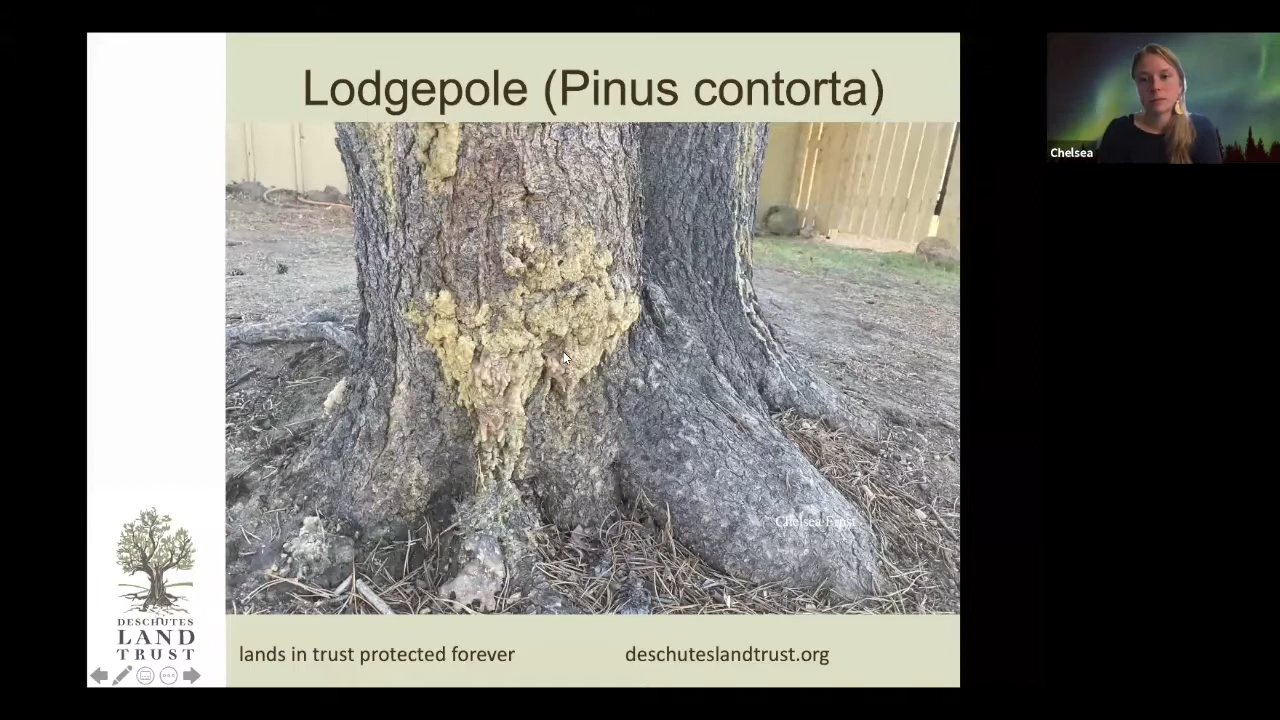 Lodgepole (Pinus contorta)
Chelsea
Chelsea Ernst
DESCHUTES
LAND
TRUST
lands in trust protected forever
deschuteslandtrust.org